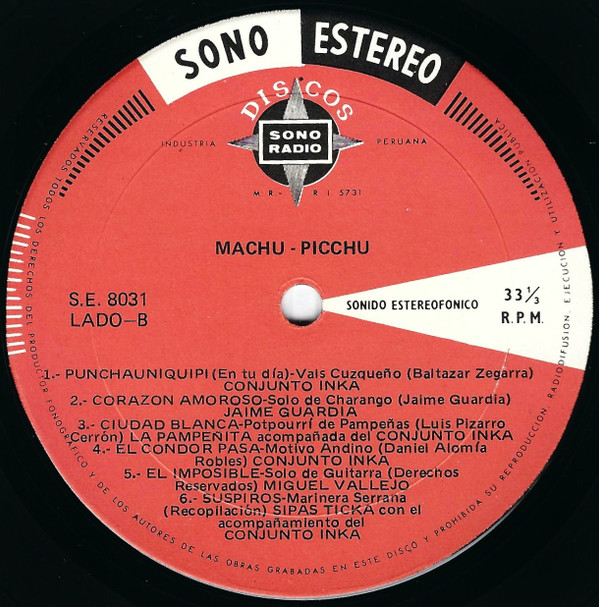 SONO ESTEREO
DISCOS
INDUSTRIA
SONO
RADIO
PERUANA
M R - R I 5731
MACHU - PICCHU
S.E. 8031
LADO-B
SONIDO ESTEREOFONICO
33 1/3
R.P.M.
1.- PUNCHAUNIQUIPI (En tu día)-Vals Cuzqueño (Baltazar Zegarra)
CONJUNTO INKA
2.- CORAZON AMOROSO-Solo de Charango (Jaime Guardia)
JAIME GUARDIA
3.- CIUDAD BLANCA-Potpourrí de Pampeñas (Luis Pizarro
Cerrón) LA PAMPEÑITA acompañada del CONJUNTO INKA
4.- EL CONDOR PASA-Motivo Andino (Daniel Alomía
Robles) CONJUNTO INKA
5.- EL IMPOSIBLE-Solo de Guitarra (Derechos
Reservados) MIGUEL VALLEJO
6.- SUSPIROS-Marinera Serrana
(Recopilación) SIPAS TICKA con el
acompañamiento del
CONJUNTO INKA
RESERVADOS TODOS LOS DERECHOS DEL PRODUCTOR FONOGRAFICO Y DE LOS AUTORES DE LAS OBRAS GRABADAS EN ESTE DISCO Y PROHIBIDA SU REPRODUCCION, RADIODIFUSION, EJECUCION Y UTILIZACION PUBLICA